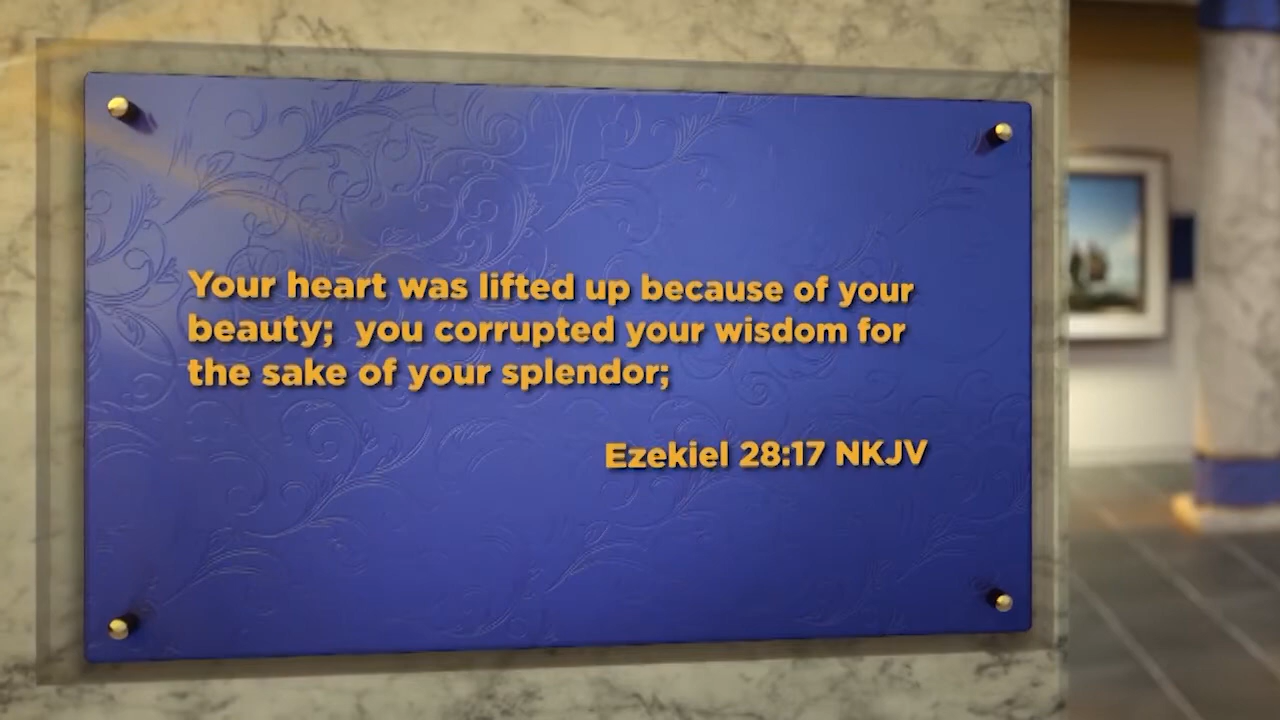 Your heart was lifted up because of your
beauty;  you corrupted your wisdom for
the sake of your splendor;
Ezekiel 28:17 NKJV